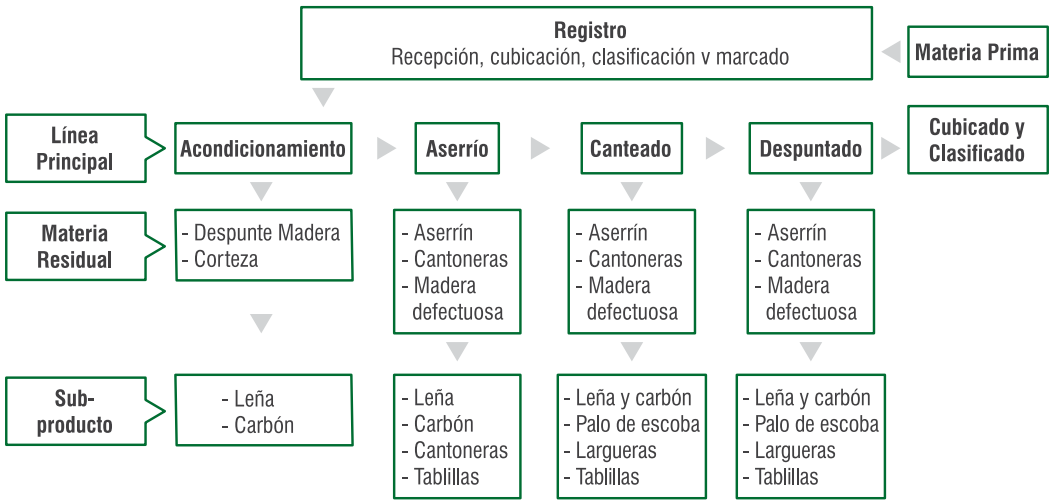 Registro
Recepción, cubicación, clasificación v marcado
Materia Prima
Línea
Principal
Acondicionamiento
Aserrío
Canteado
Despuntado
Cubicado y
Clasificado
Materia
Residual
- Despunte Madera
- Corteza
- Aserrín
- Cantoneras
- Madera
defectuosa
- Aserrín
- Cantoneras
- Madera
defectuosa
- Aserrín
- Cantoneras
- Madera
defectuosa
Sub-
producto
- Leña
- Carbón
- Leña
- Carbón
- Cantoneras
- Tablillas
- Leña y carbón
- Palo de escoba
- Largueras
- Tablillas
- Leña y carbón
- Palo de escoba
- Largueras
- Tablillas